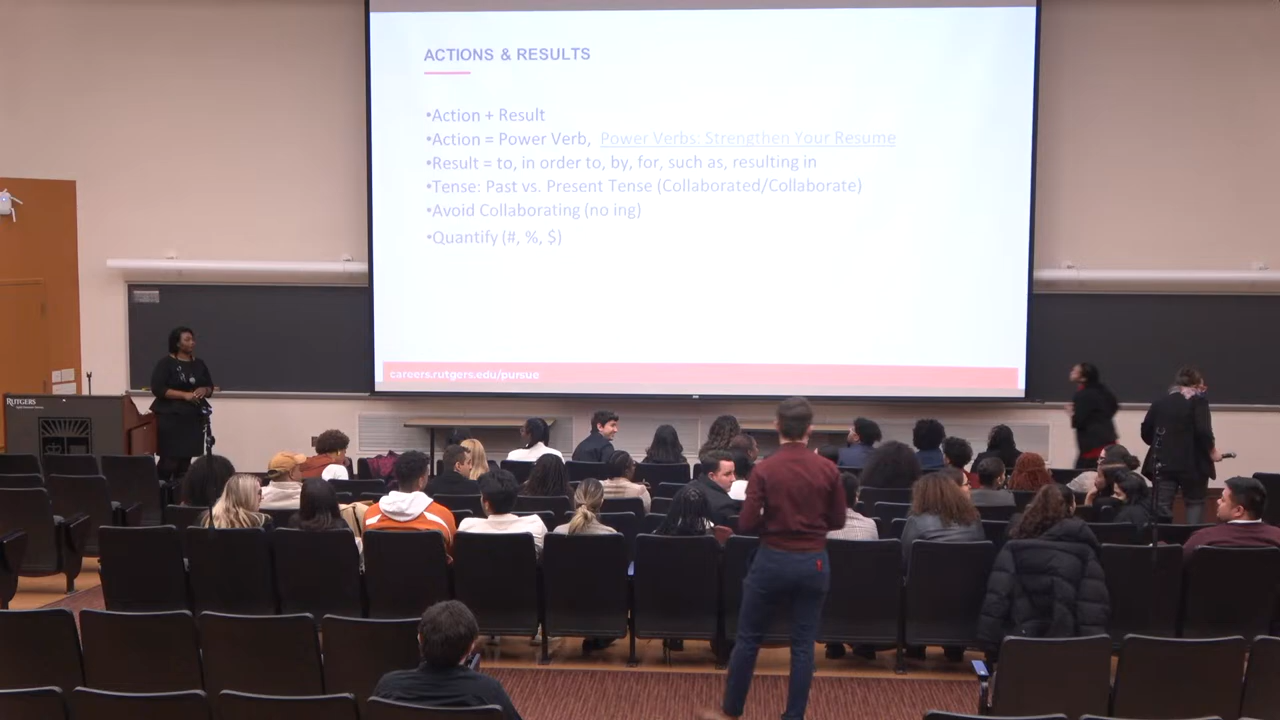 ACTIONS & RESULTS
•Action + Result
•Action = Power Verb, Power Verbs: Strengthen Your Resume
•Result = to, in order to, by, for, such as, resulting in
•Tense: Past vs. Present Tense (Collaborated/Collaborate)
•Avoid Collaborating (no ing)
•Quantify (#, %, $)
careers.rutgers.edu/pursue
RUTGERS